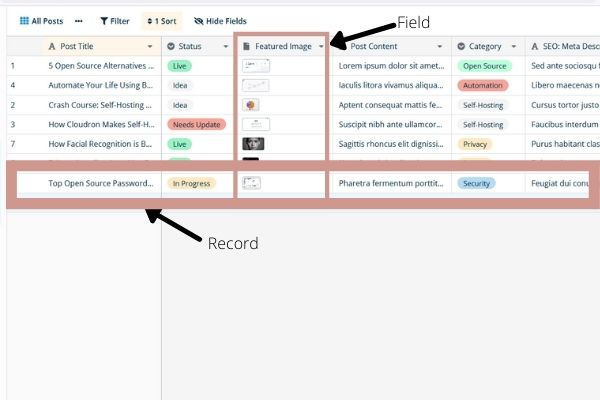 Field
All Posts ••• Filter 1 Sort Hide Fields
A Post Title Status Featured Image Post Content Category A SEO: Meta Desc
1 5 Open Source Alternatives ... Live Lorem ipsum dolor sit amet... Open Source Sed ante sociosqu
4 Automate Your Life Using B... Idea Iaculis litora vivamus aliqua... Automation Libero maecenas
2 Crash Course: Self-Hosting ... Idea Aptent consequat mattis fe... Self-Hosting Cursus tortor justo
3 How Cloudron Makes Self-H... Needs Update Suscipit nibh ante ullamcor... Self-Hosting Faucibus interdum
7 How Facial Recognition is B... Live Sagittis rhoncus elit dignissi... Privacy Purus habitant clas
Top Open Source Password... In Progress Pharetra fermentum porttit... Security Feugiat dui
Record